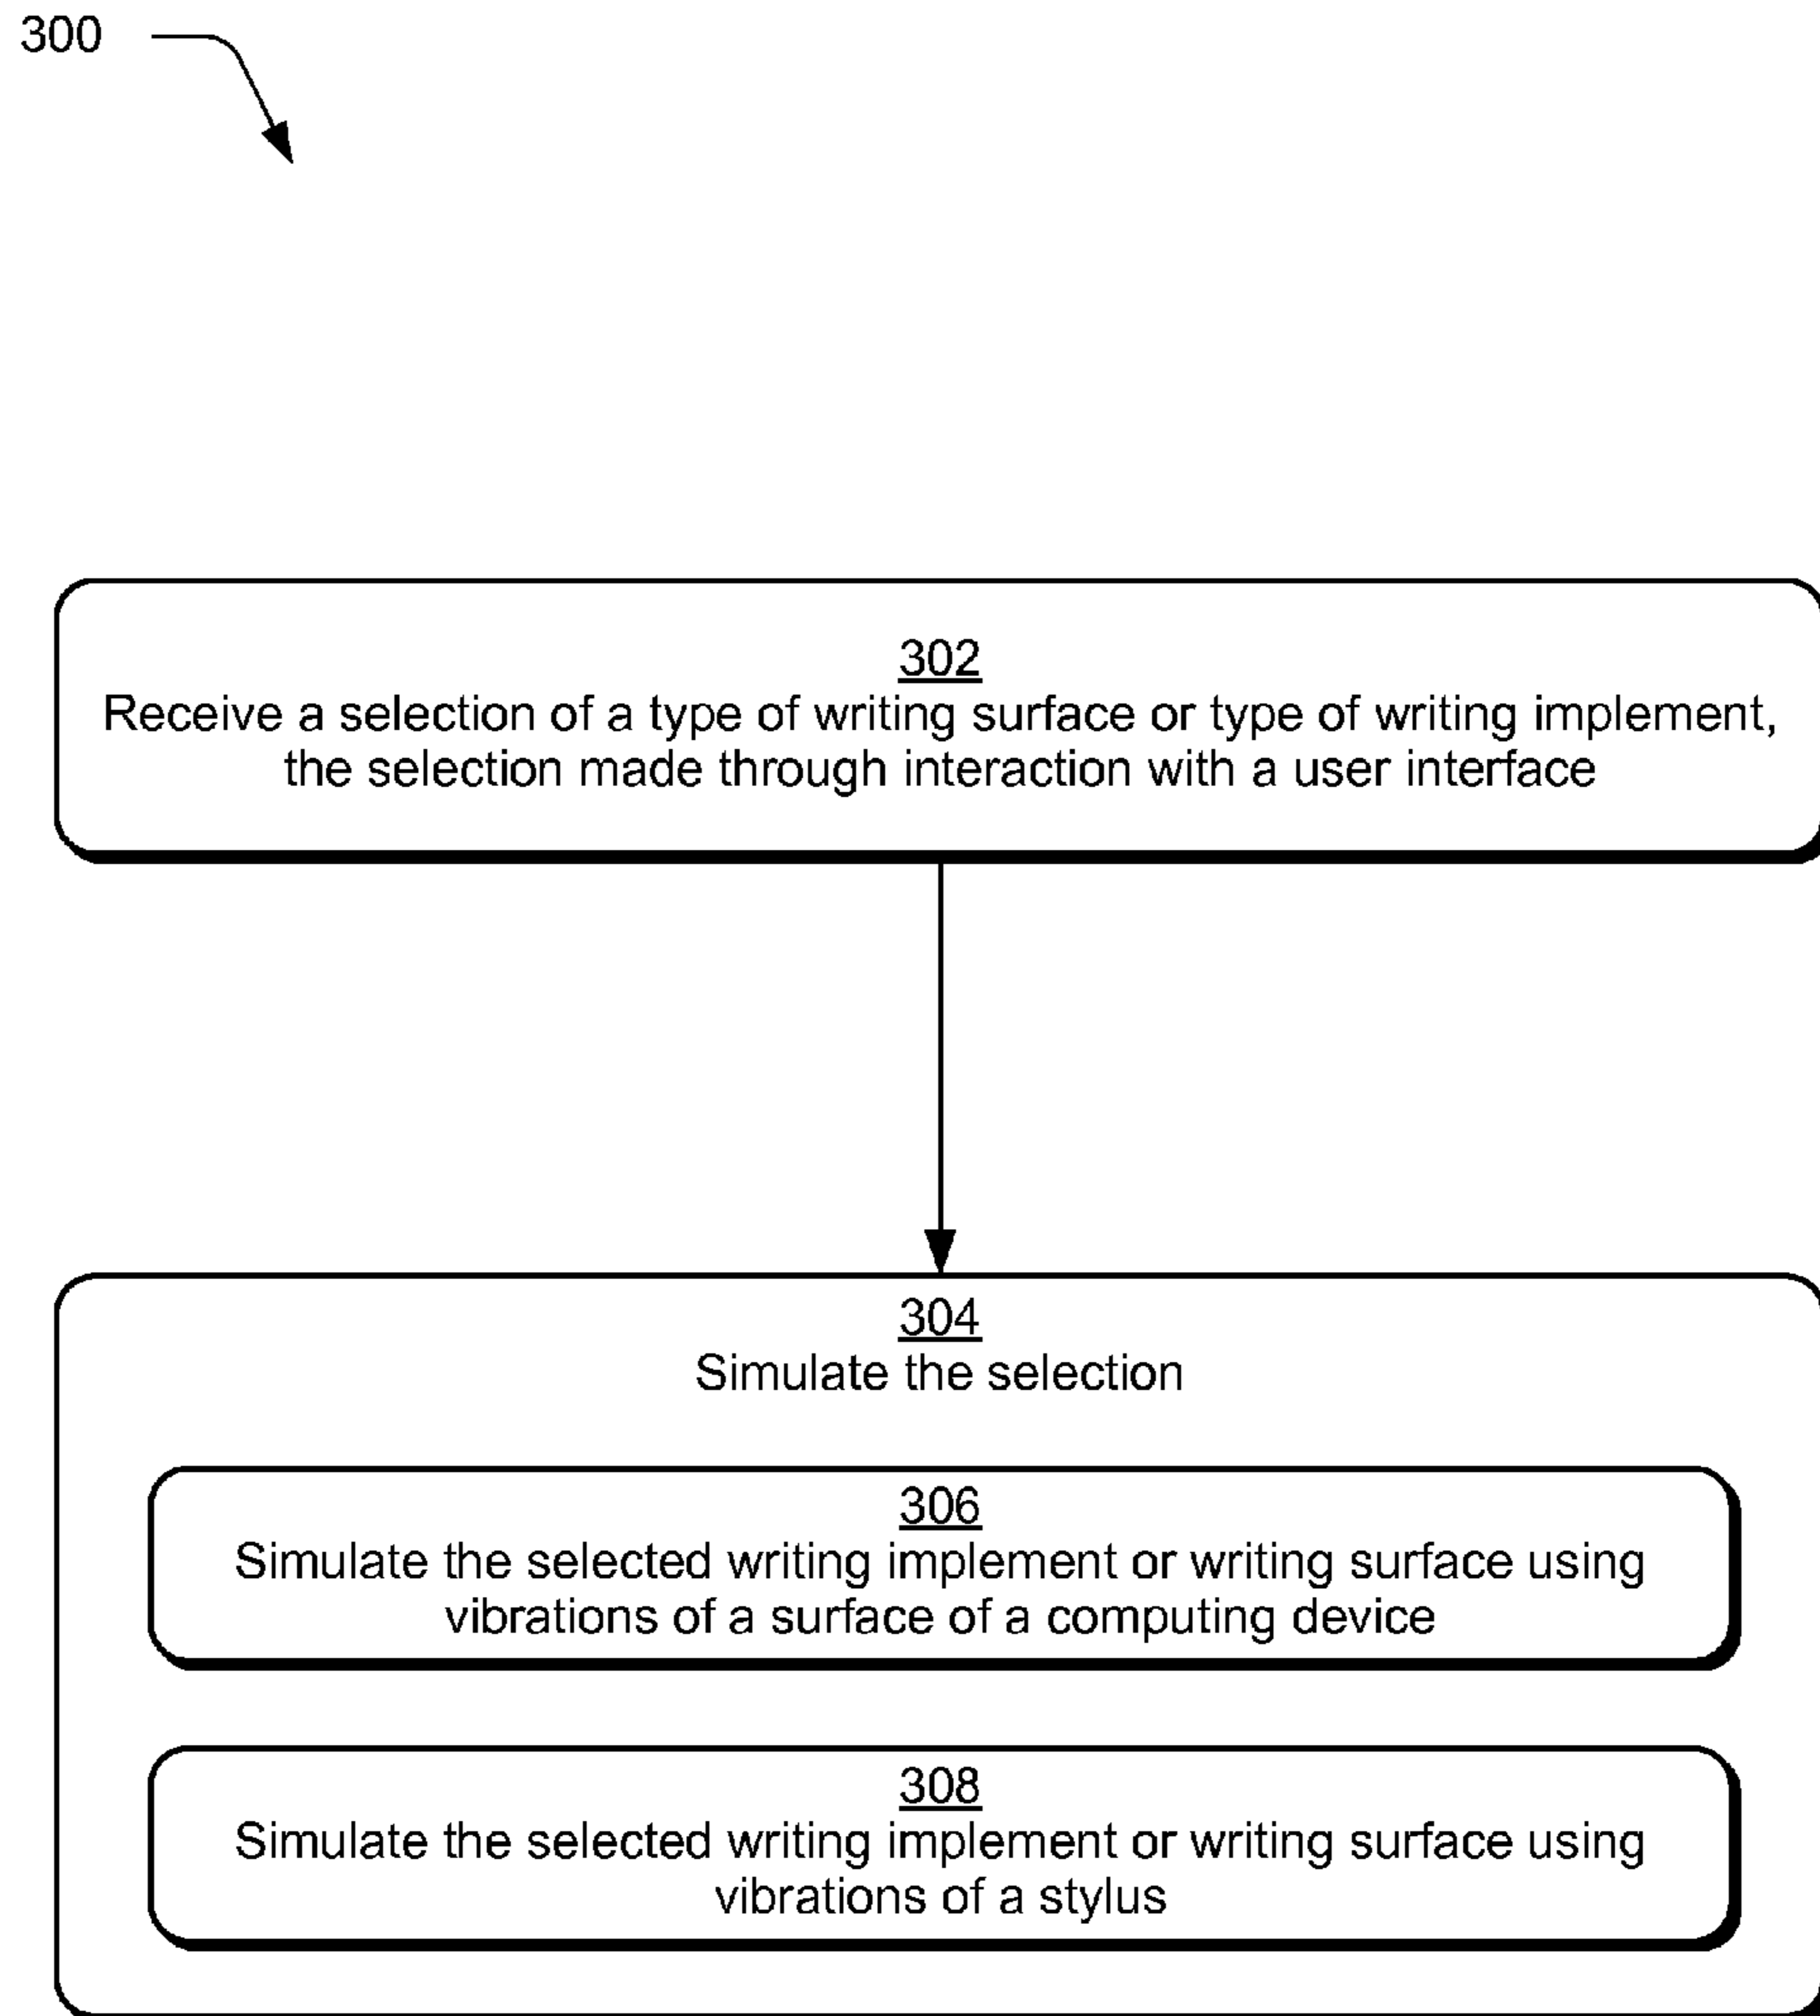 300
302
Receive a selection of a type of writing surface or type of writing implement,
the selection made through interaction with a user interface
304
Simulate the selection
306
Simulate the selected writing implement or writing surface using
vibrations of a surface of a computing device
308
Simulate the selected writing implement or writing surface using
vibrations of a stylus